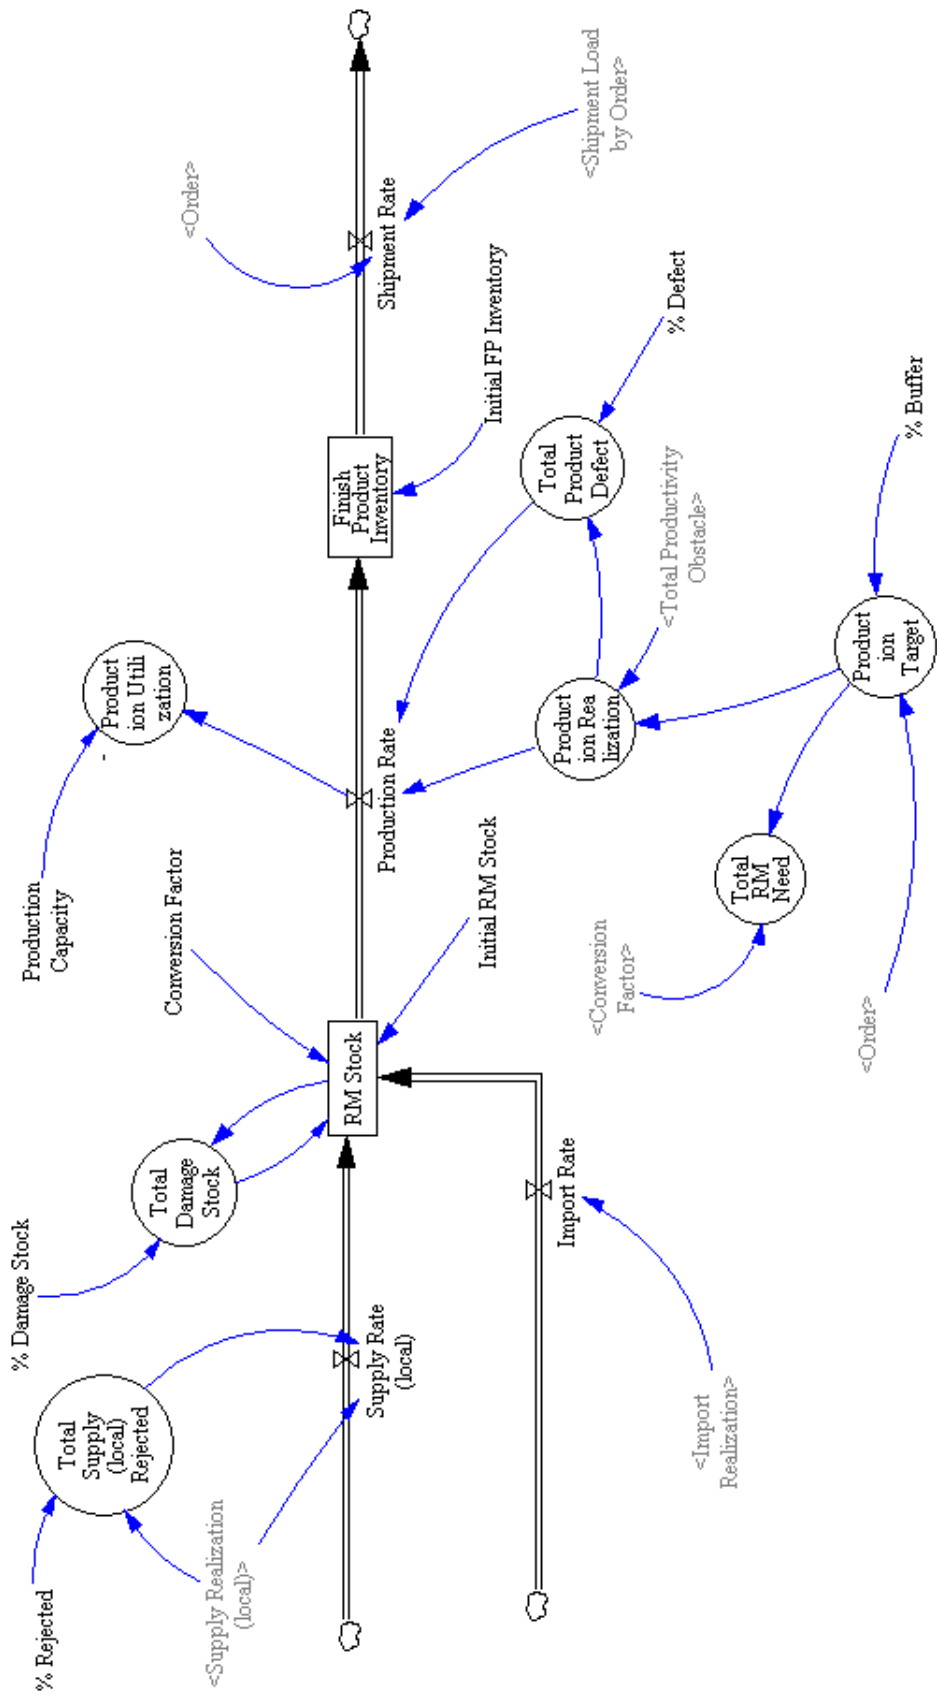 % Rejected
Total
Supply
(local)
Rejected
<Supply Realization
(local)>
Supply Rate
(local)
% Damage Stock
Total
Damage
Stock
<Import
Realization>
Import Rate
RM Stock
Conversion Factor
Initial RM Stock
Production
Capacity
Product
ion Utili
zation
-
Production Rate
<Conversion
Factor>
Total
RM
Need
<Order>
Product
ion Rea
lization
<Total Productivity
Obstacle>
Product
ion
Target
% Buffer
Finish
Product
Inventory
Initial FP Inventory
Total
Product
Defect
% Defect
<Order>
Shipment Rate
<Shipment Load
by Order>